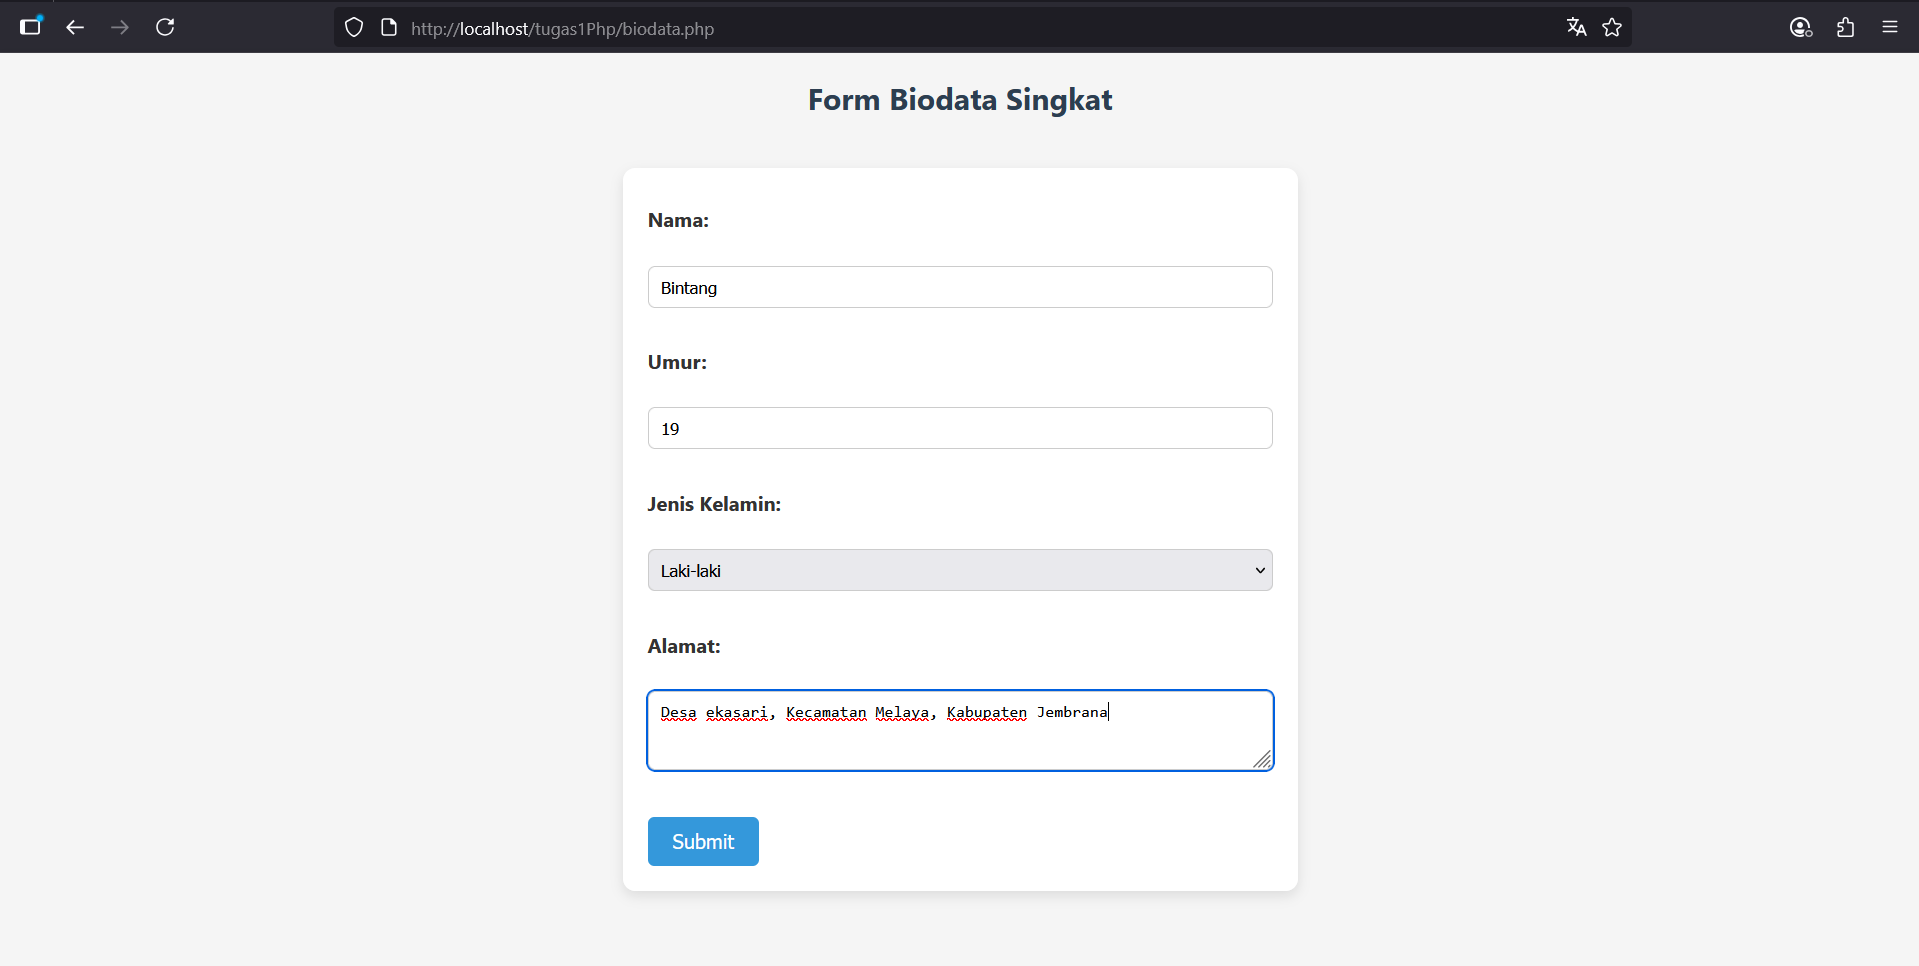 http://localhost/tugas1Php/biodata.php
Form Biodata Singkat
Nama:
Bintang
Umur:
19
Jenis Kelamin:
Laki-laki
Alamat:
Desa ekasari, Kecamatan Melaya, Kabupaten Jembrana
Submit